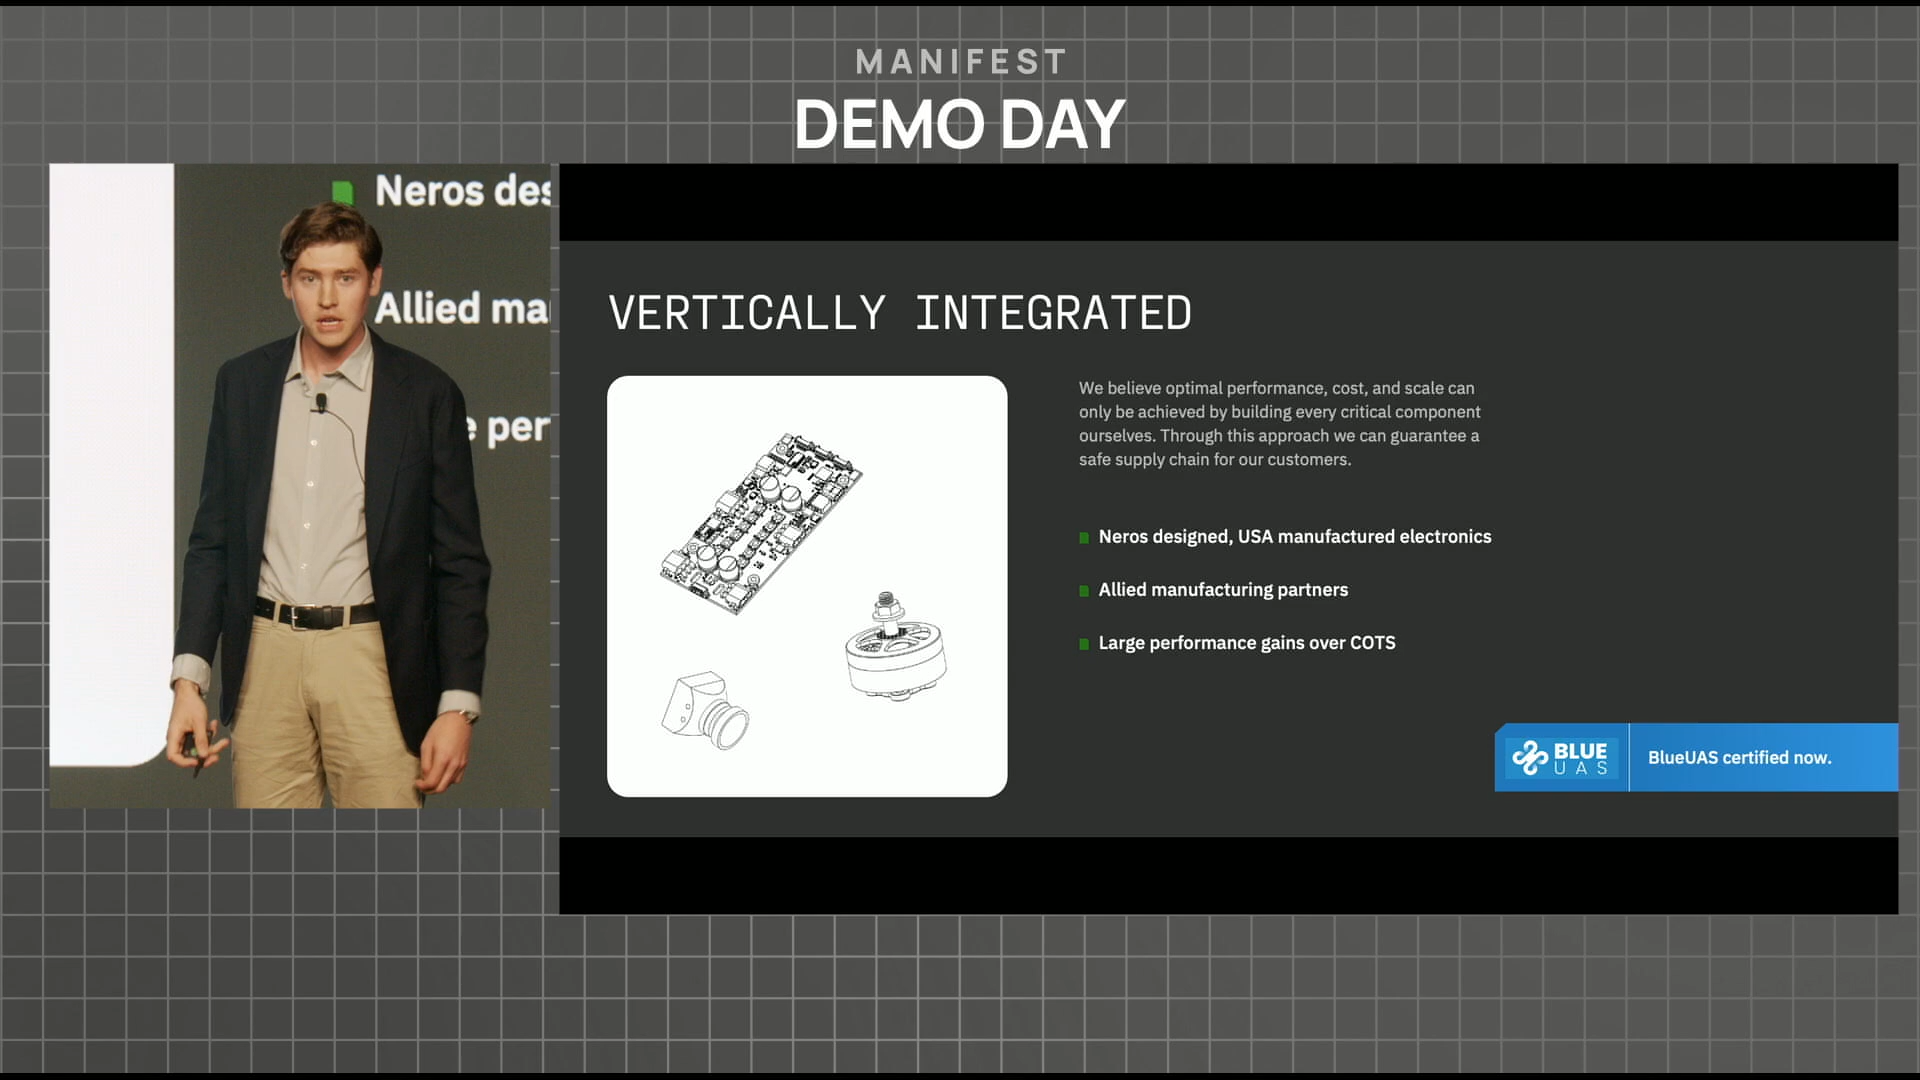 MANIFEST
DEMO DAY
Neros des
Allied ma
e per
VERTICALLY INTEGRATED
We believe optimal performance, cost, and scale can
only be achieved by building every critical component
ourselves. Through this approach we can guarantee a
safe supply chain for our customers.
Neros designed, USA manufactured electronics
Allied manufacturing partners
Large performance gains over COTS
BLUE
UAS
BlueUAS certified now.